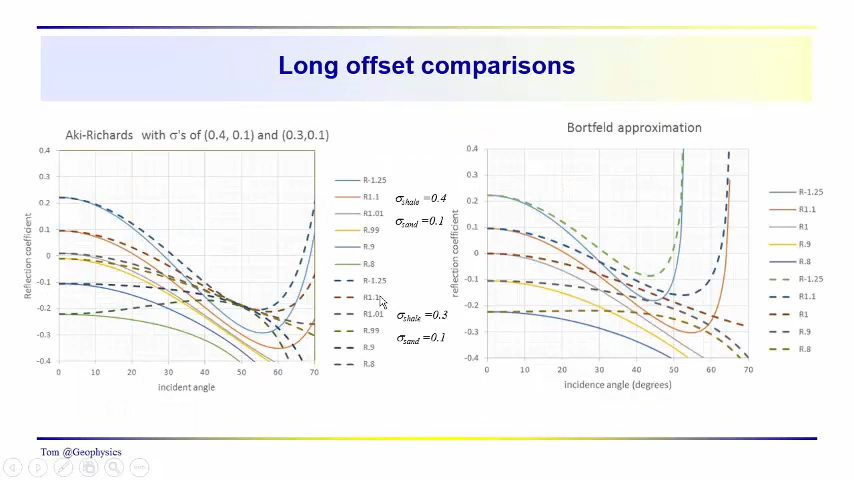 Long offset comparisons
Aki-Richards with σ's of (0.4, 0.1) and (0.3,0.1)
0.4
0.3
0.2
0.1
0
-0.1
-0.2
-0.3
-0.4
Reflection coefficient
0 10 20 30 40 50 60 70
incident angle
R-1.25
R1.1
R1.01
R.99
R.9
R.8
R-1.25
R1.1
R1.01
R.99
R.9
R.8
σshale =0.4
σsand =0.1
σshale =0.3
σsand =0.1
Bortfeld approximation
0.4
0.3
0.2
0.1
0
-0.1
-0.2
-0.3
-0.4
reflection coefficient
0 10 20 30 40 50 60 70
incidence angle (degrees)
R-1.25
R1.1
R1
R.9
R.8
R-1.25
R1.1
R1
R.9
R.8
Tom @Geophysics